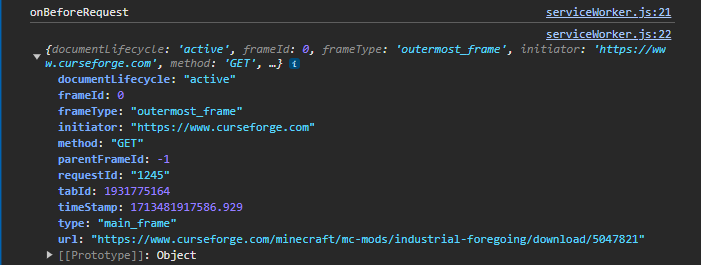 onBeforeRequest serviceWorker.js:21
serviceWorker.js:22
{documentLifecycle: 'active', frameId: 0, frameType: 'outermost_frame', initiator: 'https://ww
w.curseforge.com', method: 'GET', …} i
documentLifecycle: "active"
frameId: 0
frameType: "outermost_frame"
initiator: "https://www.curseforge.com"
method: "GET"
parentFrameId: -1
requestId: "1245"
tabId: 1931775164
timeStamp: 1713481917586.929
type: "main_frame"
url: "https://www.curseforge.com/minecraft/mc-mods/industrial-foregoing/download/5047821"
[[Prototype]]: Object